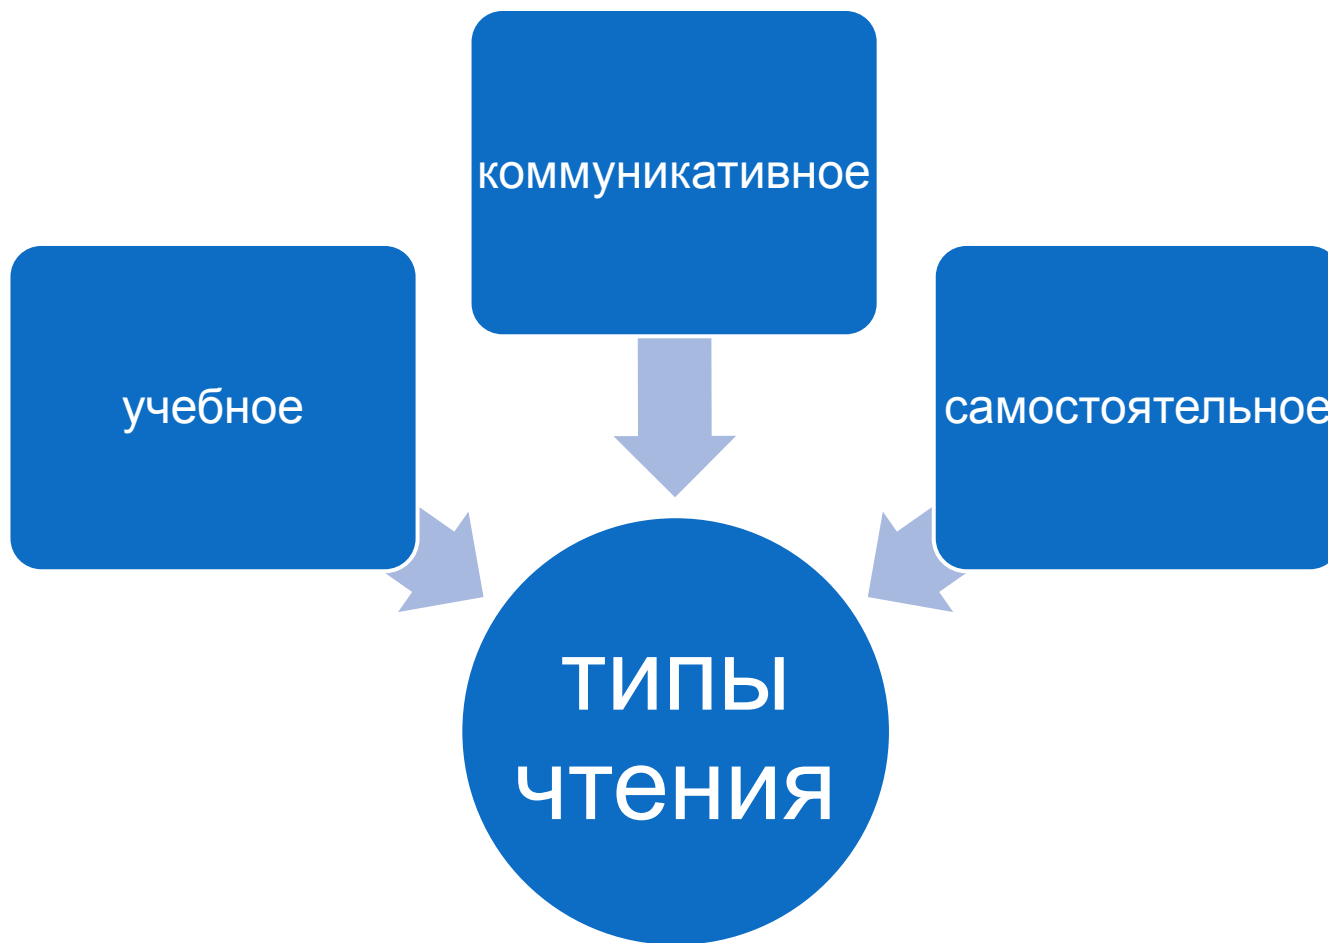 коммуникативное
учебное
самостоятельное
типы
чтения